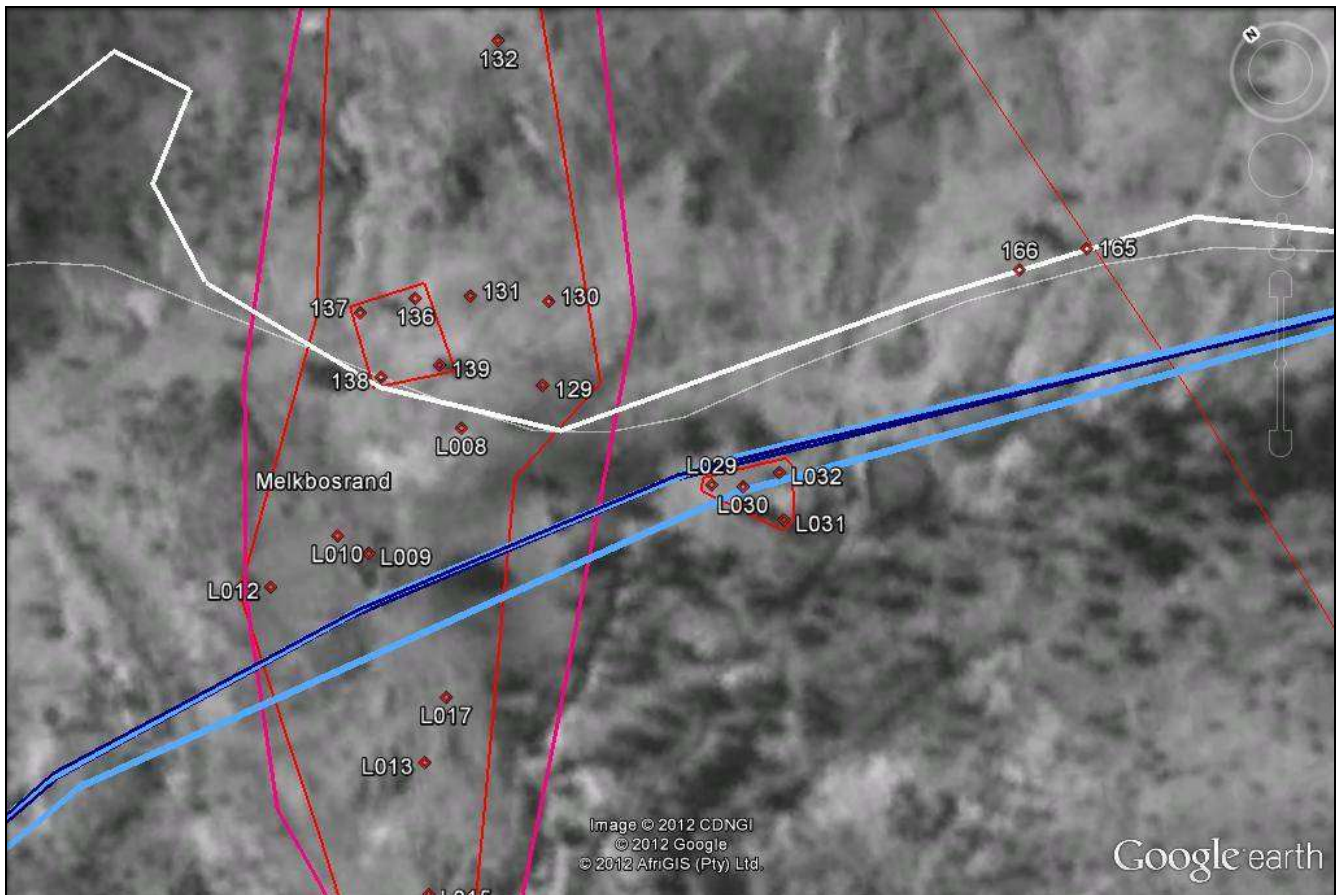 N
132
166
165
137
136
131
130
138
139
129
L008
L029
L032
Melkbosrand
L030
L031
L010
L009
L012
L017
L013
Image © 2012 CDNGI
© 2012 Google
© 2012 AfriGIS (Pty) Ltd.
Google earth